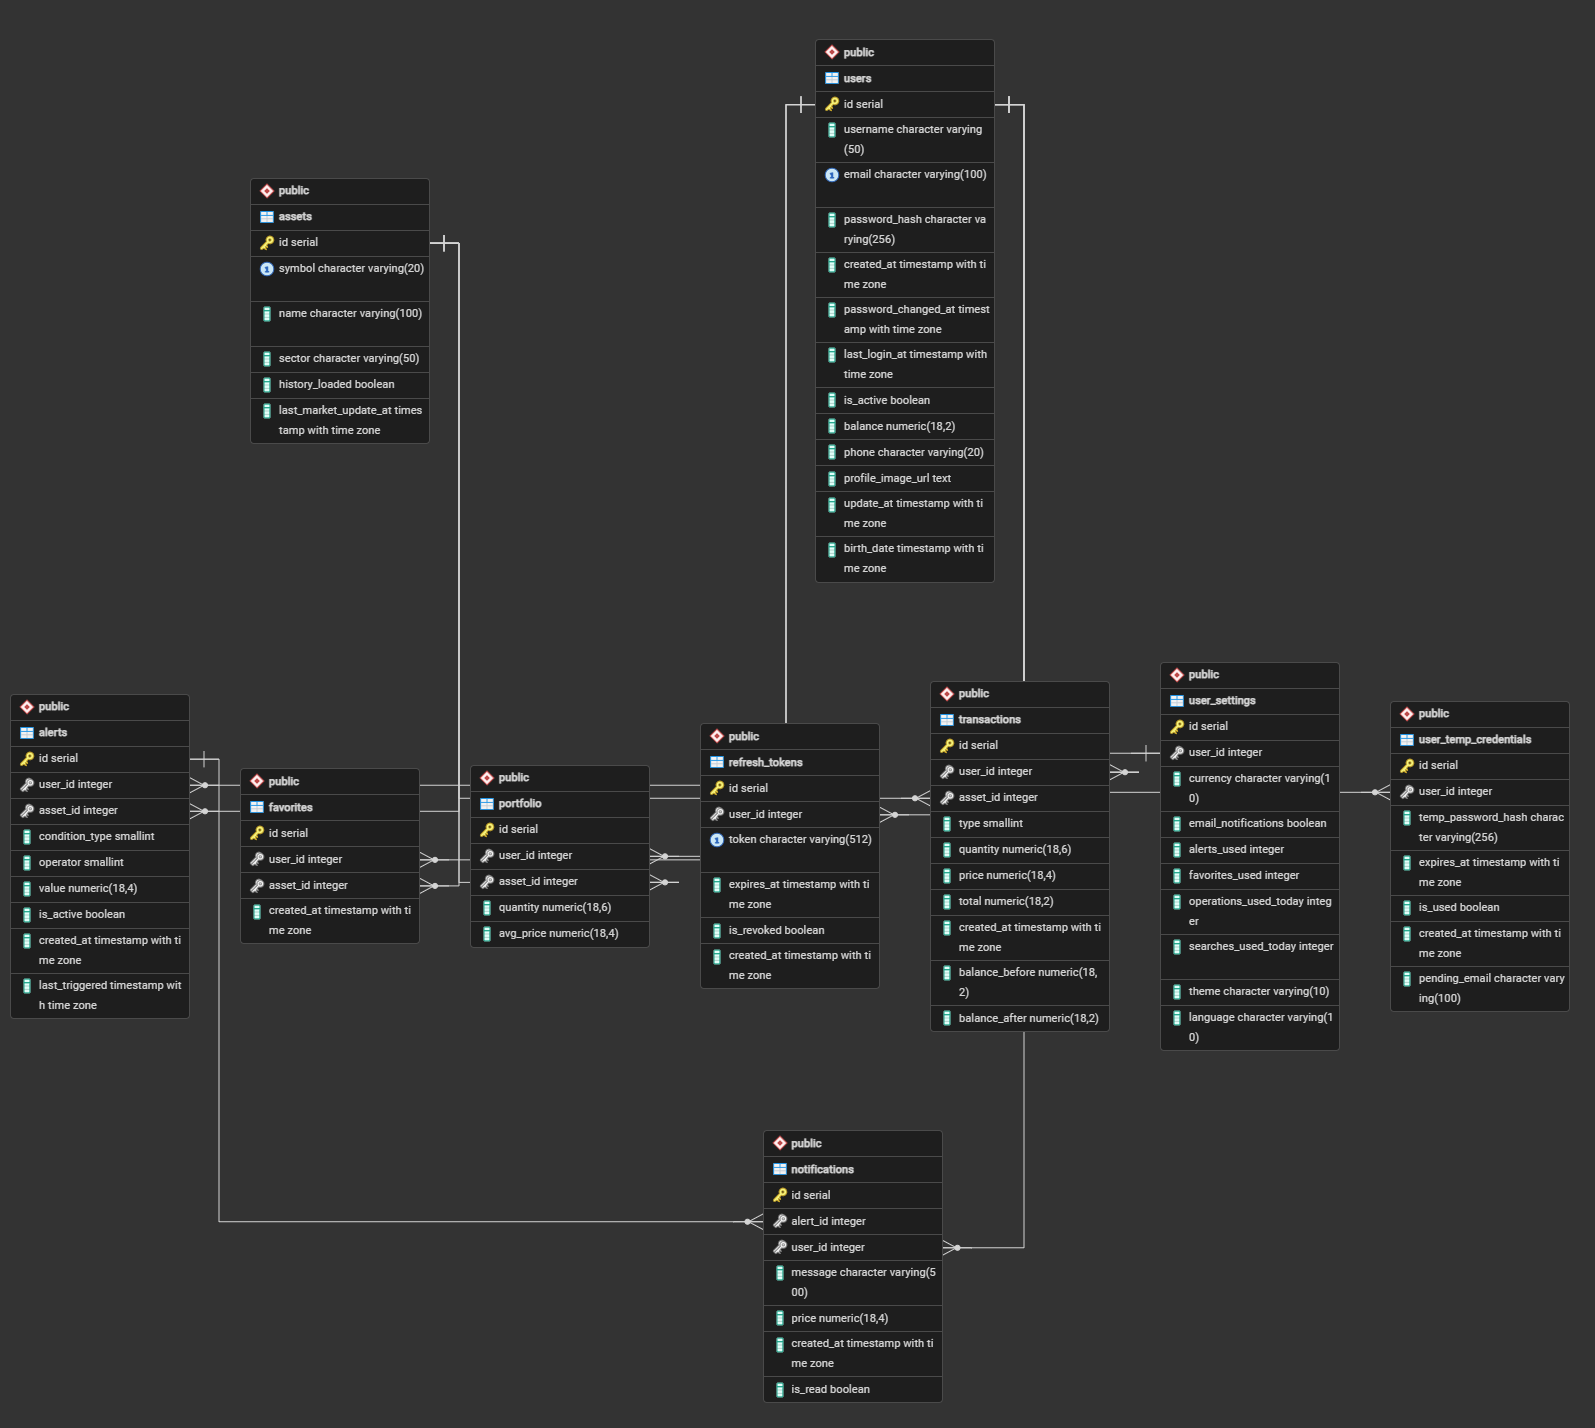 public
users
id serial
username character varying
(50)
email character varying(100)
password_hash character va
rying(256)
created_at timestamp with ti
me zone
password_changed_at timest
amp with time zone
last_login_at timestamp with
time zone
is_active boolean
balance numeric(18,2)
phone character varying(20)
profile_image_url text
update_at timestamp with ti
me zone
birth_date timestamp with ti
me zone
public
assets
id serial
symbol character varying(20)
name character varying(100)
sector character varying(50)
history_loaded boolean
last_market_update_at times
tamp with time zone
public
alerts
id serial
user_id integer
asset_id integer
condition_type smallint
operator smallint
value numeric(18,4)
is_active boolean
created_at timestamp with ti
me zone
last_triggered timestamp wit
h time zone
public
favorites
id serial
user_id integer
asset_id integer
created_at timestamp with ti
me zone
public
portfolio
id serial
user_id integer
asset_id integer
quantity numeric(18,6)
avg_price numeric(18,4)
public
refresh_tokens
id serial
user_id integer
token character varying(512)
expires_at timestamp with ti
me zone
is_revoked boolean
created_at timestamp with ti
me zone
public
transactions
id serial
user_id integer
asset_id integer
type smallint
quantity numeric(18,6)
price numeric(18,4)
total numeric(18,2)
created_at timestamp with ti
me zone
balance_before numeric(18,
2)
balance_after numeric(18,2)
public
user_settings
id serial
user_id integer
currency character varying(1
0)
email_notifications boolean
alerts_used integer
favorites_used integer
operations_used_today integ
er
searches_used_today integer
theme character varying(10)
language character varying(1
0)
public
user_temp_credentials
id serial
user_id integer
temp_password_hash charac
ter varying(256)
expires_at timestamp with ti
me zone
is_used boolean
created_at timestamp with ti
me zone
pending_email character vary
ing(100)
public
notifications
id serial
alert_id integer
user_id integer
message character varying(5
00)
price numeric(18,4)
created_at timestamp with ti
me zone
is_read boolean